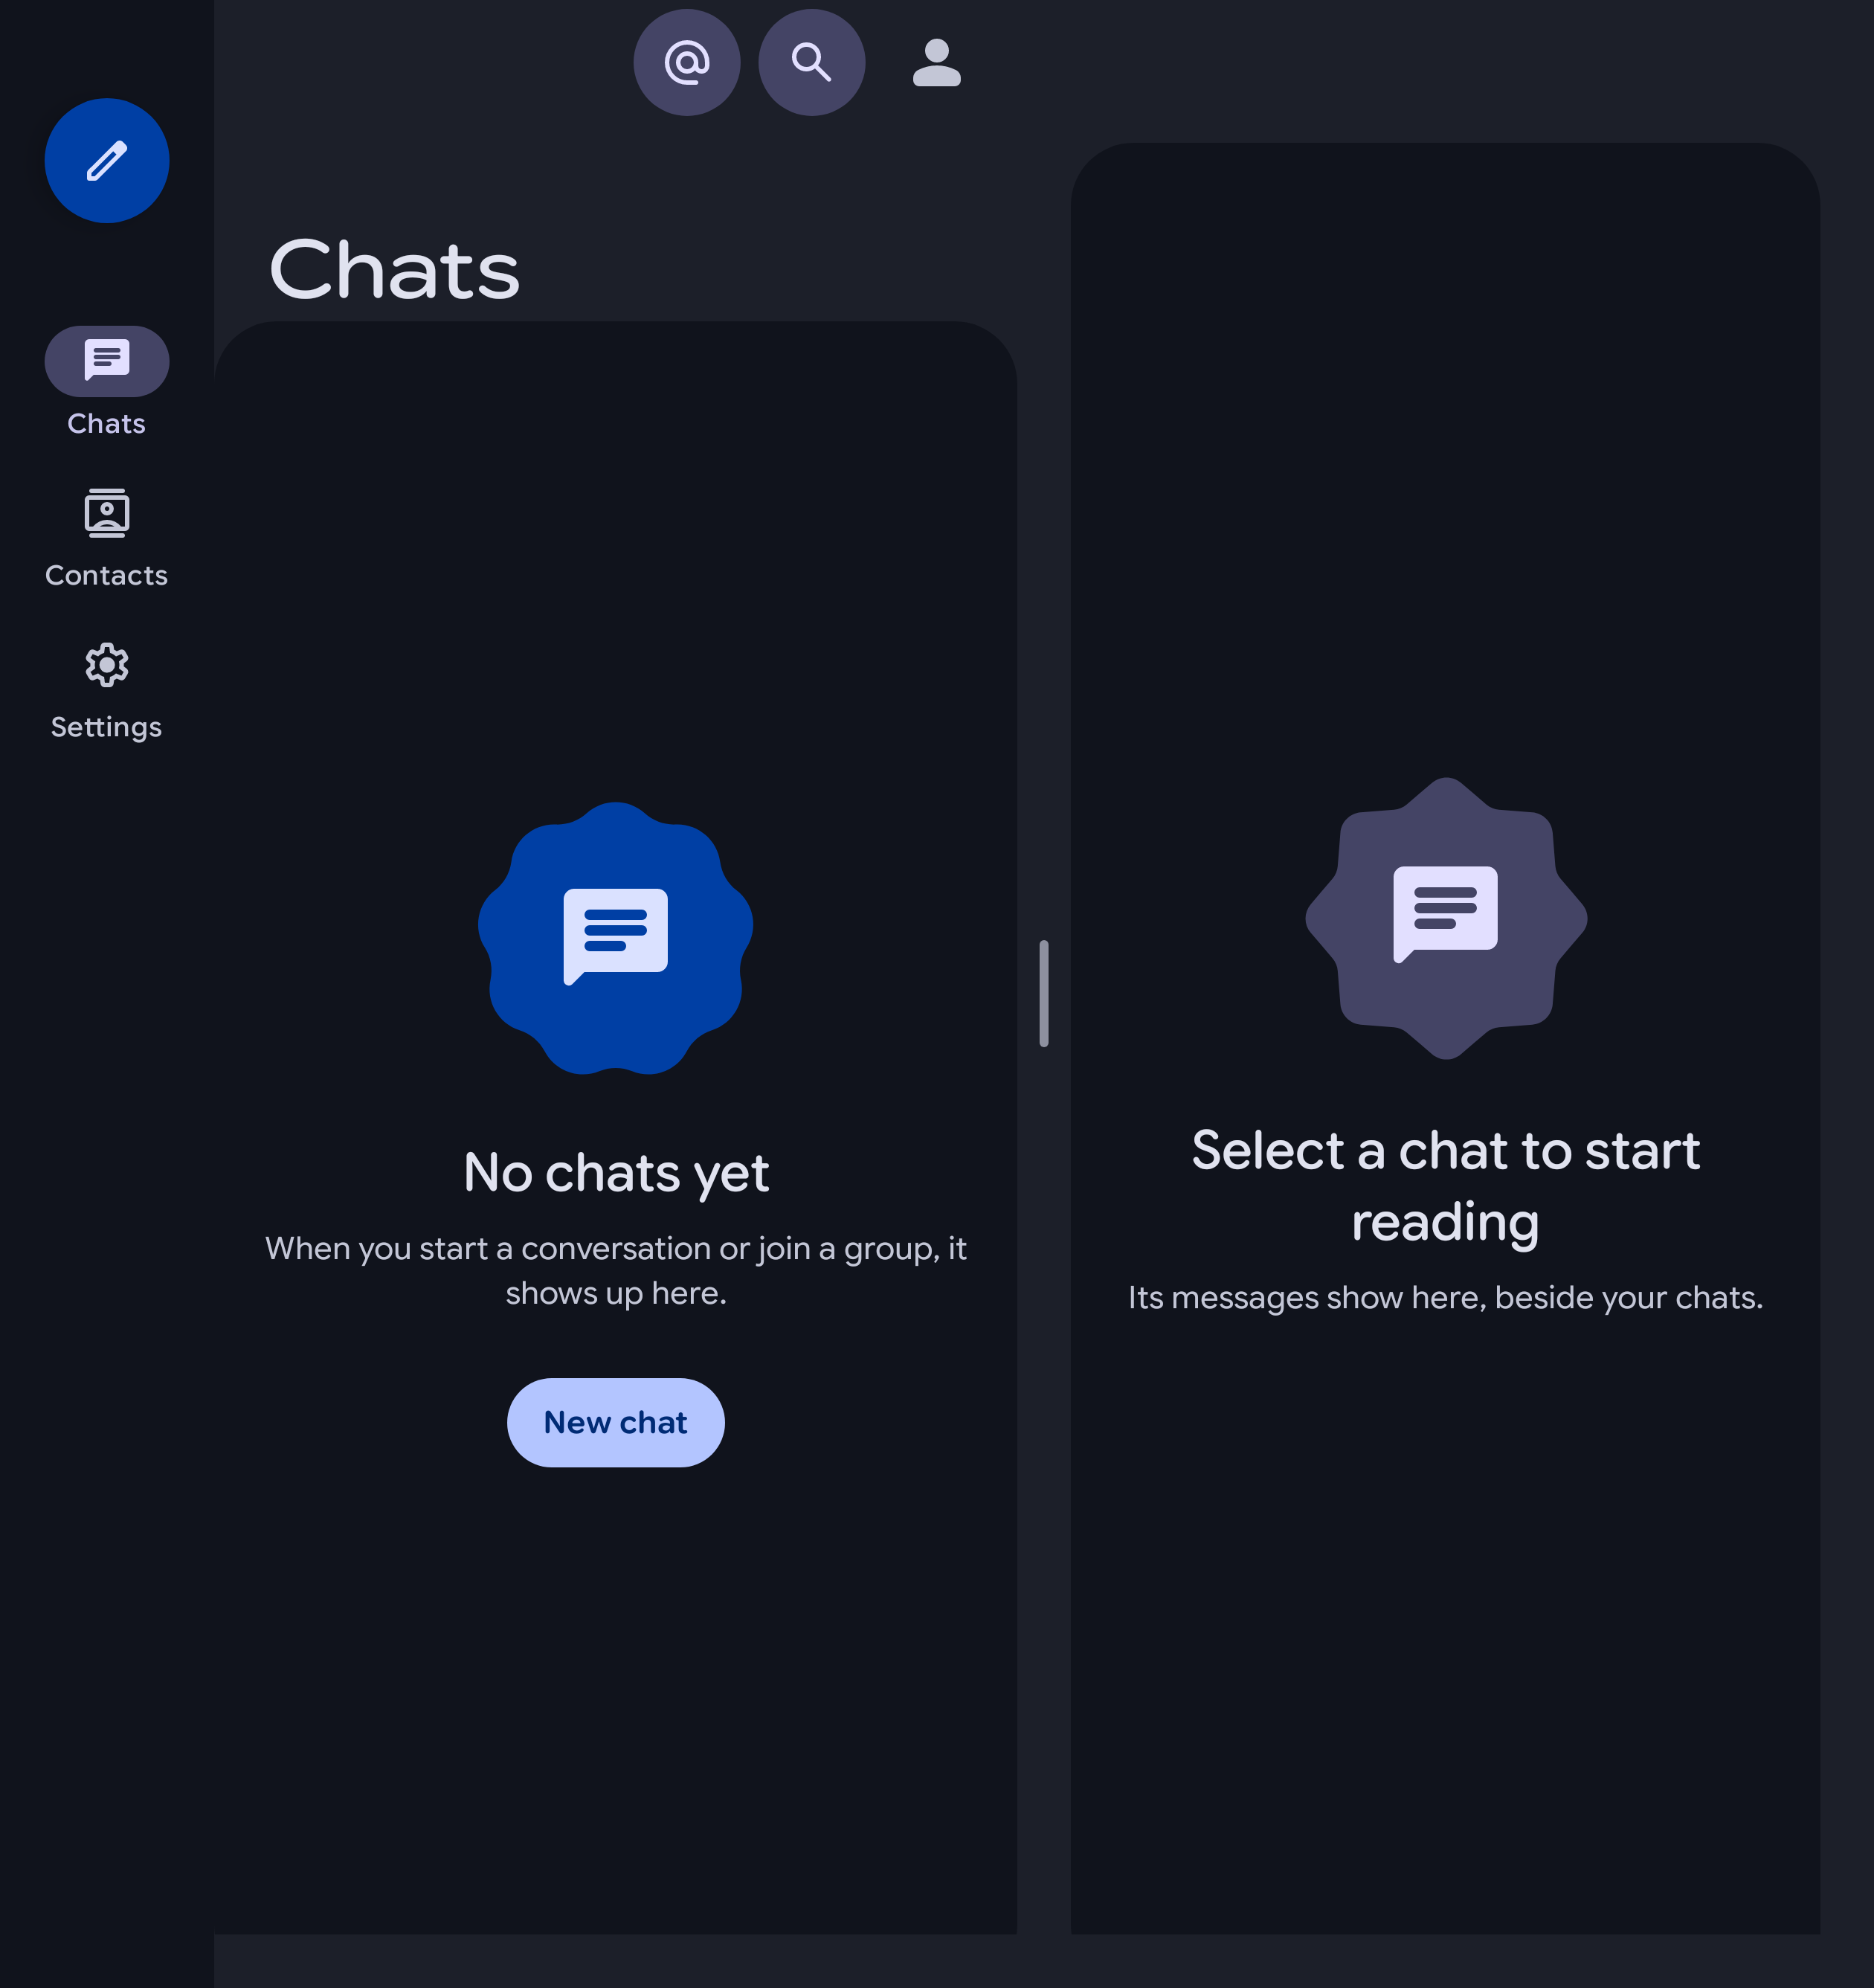 Chats
Chats
Contacts
Settings
No chats yet
When you start a conversation or join a group, it
shows up here.
New chat
Select a chat to start
reading
Its messages show here, beside your chats.